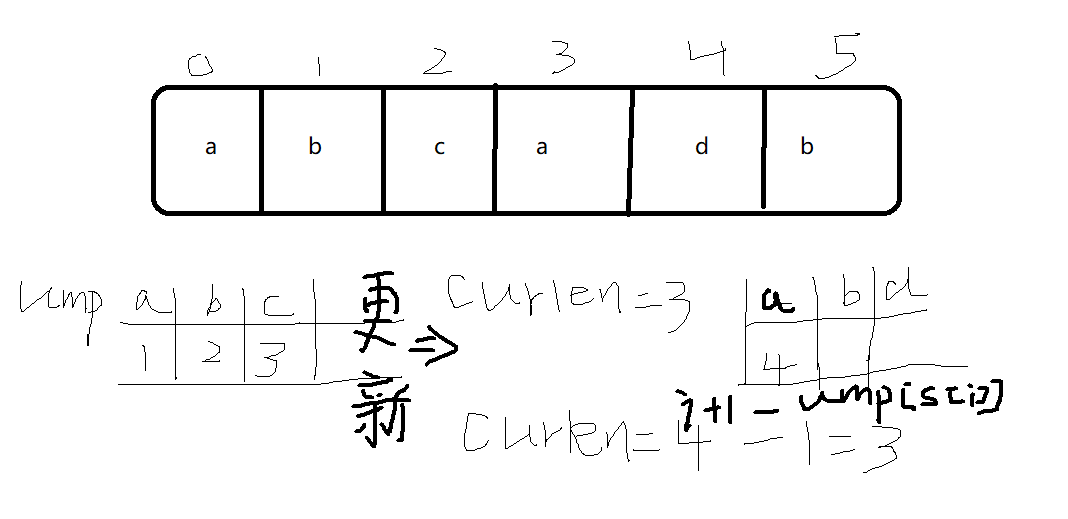 0 1 2 3 4 5
a b c a d b
ump a b c
1 2 3
更新
⇒
curlen=3
a b d
4
i+1 - ump[s[i]]
curlen=4-1=3